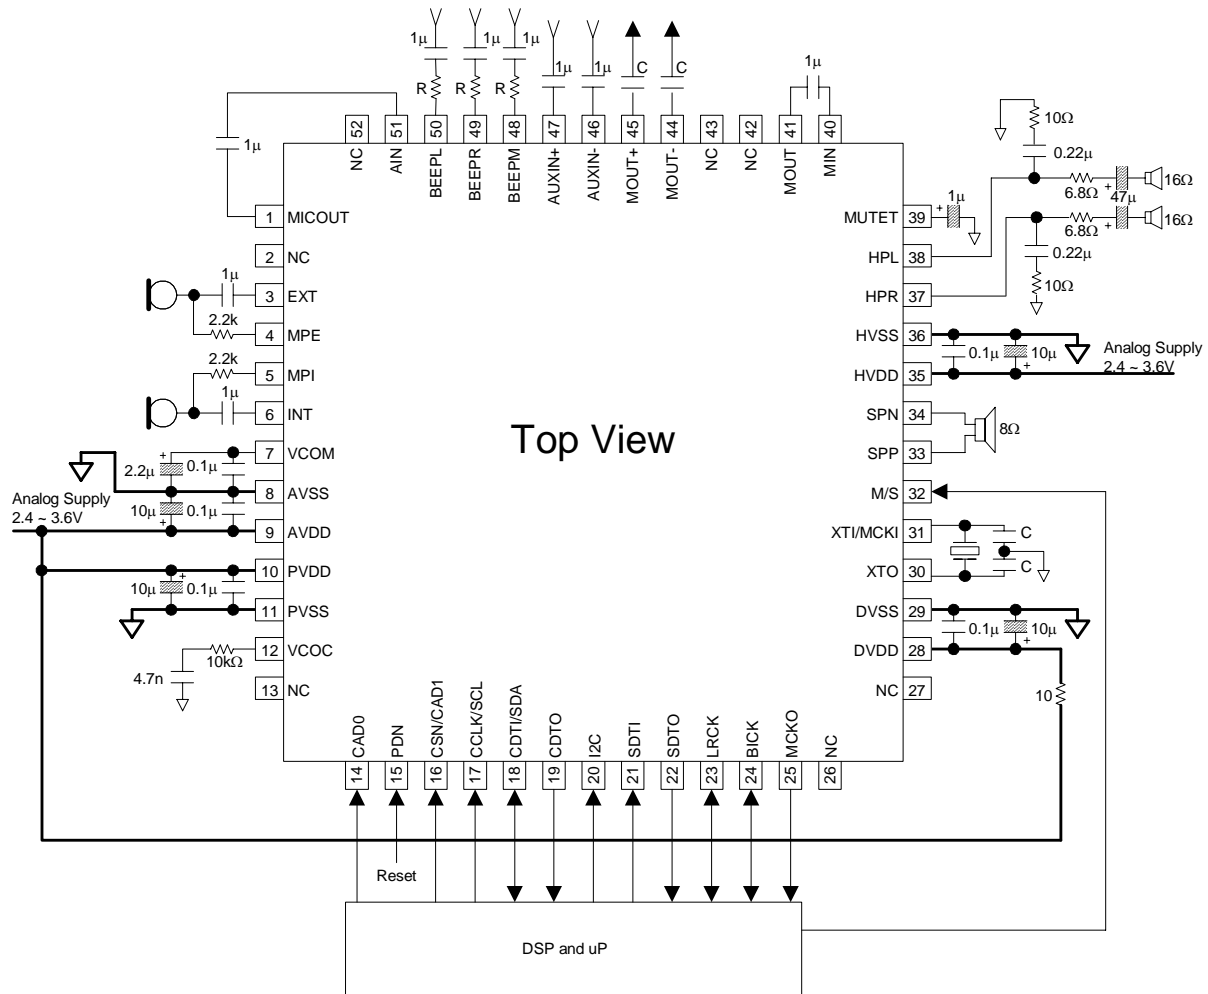 1μ
1μ
1μ
1μ
1μ
C
C
1μ
R
R
R
1μ
52
51
50
49
48
47
46
45
44
43
42
41
40
NC
AIN
BEEPL
BEEPR
BEEPM
AUXIN+
AUXIN-
MOUT+
MOUT-
NC
NC
MOUT
MIN
1μ
10Ω
0.22μ
6.8Ω
+
47μ
16Ω
6.8Ω
+
16Ω
0.22μ
10Ω
1 MICOUT
2 NC
1μ
3 EXT
2.2k
4 MPE
2.2k
5 MPI
1μ
6 INT
7 VCOM
+
2.2μ
0.1μ
8 AVSS
Analog Supply
2.4 ~ 3.6V
10μ
+
0.1μ
9 AVDD
10 PVDD
10μ
+
0.1μ
11 PVSS
12 VCOC
10kΩ
4.7n
13 NC
Top View
MUTET 39
+
1μ
HPL 38
HPR 37
HVSS 36
0.1μ
10μ
+
Analog Supply
2.4 ~ 3.6V
HVDD 35
SPN 34
8Ω
SPP 33
M/S 32
XTI/MCKI 31
C
C
XTO 30
DVSS 29
0.1μ
10μ
+
DVDD 28
NC 27
10
CAD0
PDN
CSN/CAD1
CCLK/SCL
CDTI/SDA
CDTO
I2C
SDTI
SDTO
LRCK
BICK
MCKO
NC
14
15
16
17
18
19
20
21
22
23
24
25
26
Reset
DSP and uP